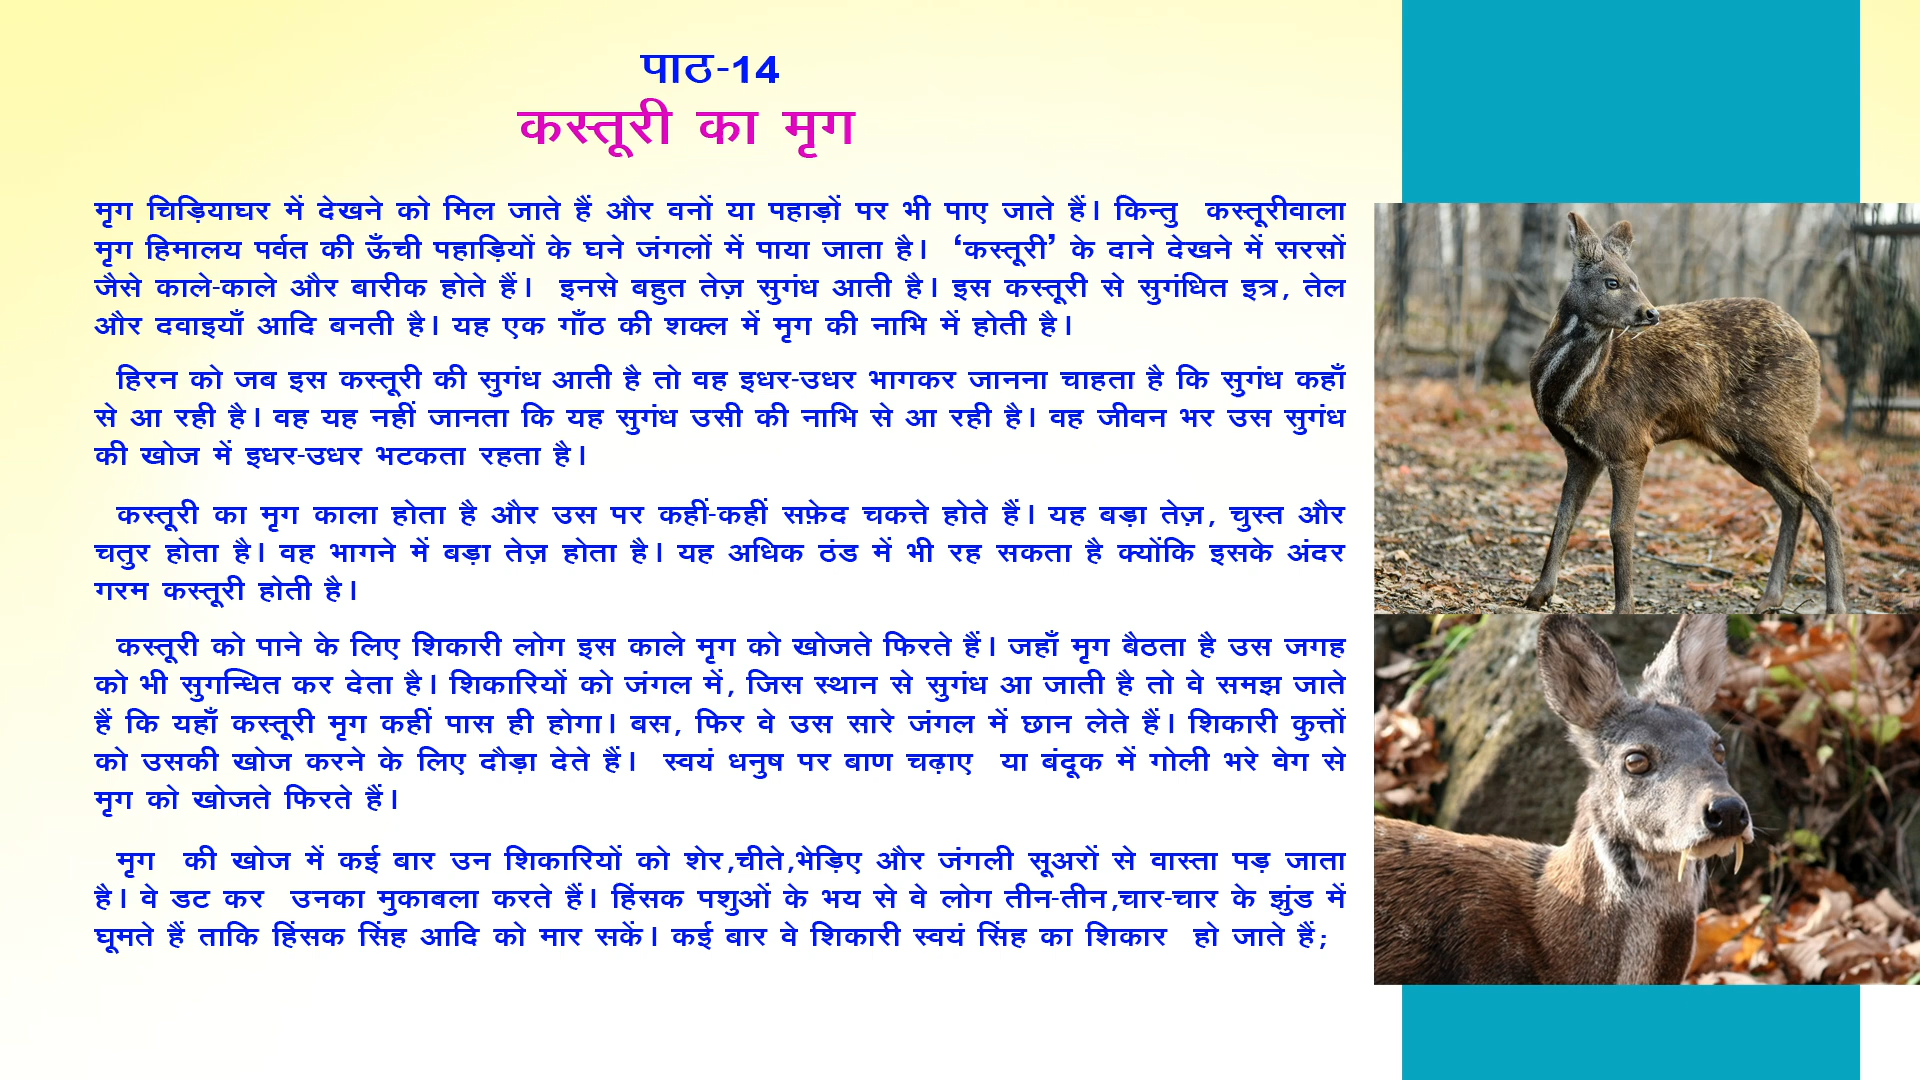 पाठ-14
कस्तूरी का मृग
मृग चिड़ियाघर में देखने को मिल जाते हैं और वनों या पहाड़ों पर भी पाए जाते हैं। किन्तु कस्तूरीवाला
मृग हिमालय पर्वत की ऊँची पहाड़ियों के घने जंगलों में पाया जाता है। ‘कस्तूरी’ के दाने देखने में सरसों
जैसे काले-काले और बारीक होते हैं। इनसे बहुत तेज़ सुगंध आती है। इस कस्तूरी से सुगंधित इत्र, तेल
और दवाइयाँ आदि बनती है। यह एक गाँठ की शक्ल में मृग की नाभि में होती है।
हिरन को जब इस कस्तूरी की सुगंध आती है तो वह इधर-उधर भागकर जानना चाहता है कि सुगंध कहाँ
से आ रही है। वह यह नहीं जानता कि यह सुगंध उसी की नाभि से आ रही है। वह जीवन भर उस सुगंध
की खोज में इधर-उधर भटकता रहता है।
कस्तूरी का मृग काला होता है और उस पर कहीं-कहीं सफ़ेद चकत्ते होते हैं। यह बड़ा तेज़, चुस्त और
चतुर होता है। वह भागने में बड़ा तेज़ होता है। यह अधिक ठंड में भी रह सकता है क्योंकि इसके अंदर
गरम कस्तूरी होती है।
कस्तूरी को पाने के लिए शिकारी लोग इस काले मृग को खोजते फिरते हैं। जहाँ मृग बैठता है उस जगह
को भी सुगन्धित कर देता है। शिकारियों को जंगल में, जिस स्थान से सुगंध आ जाती है तो वे समझ जाते
हैं कि यहाँ कस्तूरी मृग कहीं पास ही होगा। बस, फिर वे उस सारे जंगल में छान लेते हैं। शिकारी कुत्तों
को उसकी खोज करने के लिए दौड़ा देते हैं। स्वयं धनुष पर बाण चढ़ाए या बंदूक में गोली भरे वेग से
मृग को खोजते फिरते हैं।
मृग की खोज में कई बार उन शिकारियों को शेर,चीते,भेड़िए और जंगली सूअरों से वास्ता पड़ जाता
है। वे डट कर उनका मुकाबला करते हैं। हिंसक पशुओं के भय से वे लोग तीन-तीन,चार-चार के झुंड में
घूमते हैं ताकि हिंसक सिंह आदि को मार सकें। कई बार वे शिकारी स्वयं सिंह का शिकार हो जाते हैं;